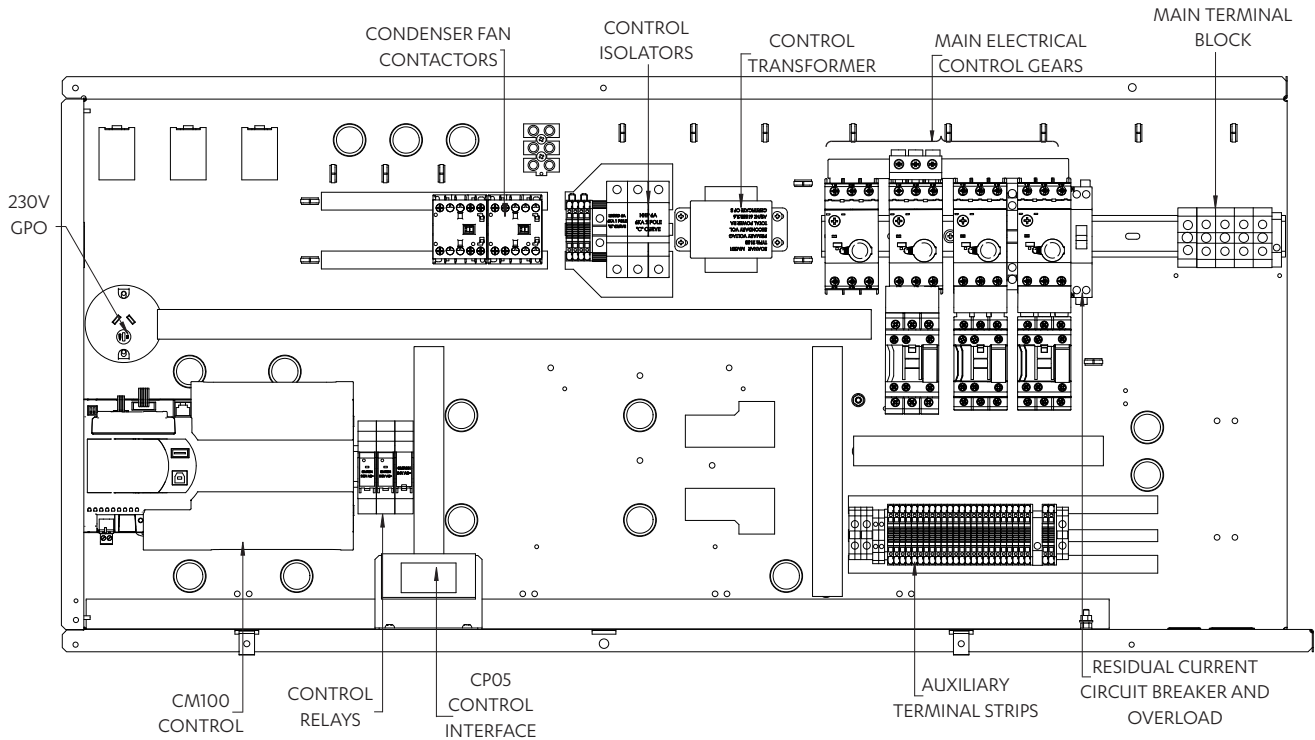 CONDENSER FAN
CONTACTORS
CONTROL
ISOLATORS
CONTROL
TRANSFORMER
MAIN ELECTRICAL
CONTROL GEARS
MAIN TERMINAL
BLOCK
230V
GPO
CM100
CONTROL
CONTROL
RELAYS
CP05
CONTROL
INTERFACE
AUXILIARY
TERMINAL STRIPS
RESIDUAL CURRENT
CIRCUIT BREAKER AND
OVERLOAD